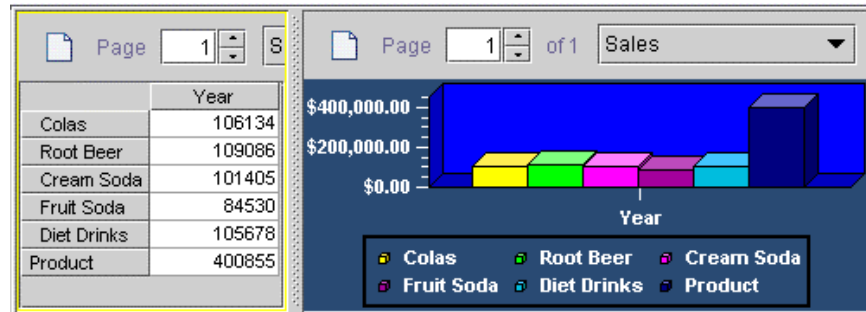 Page 1 S
Year
Colas 106134
Root Beer 109086
Cream Soda 101405
Fruit Soda 84530
Diet Drinks 105678
Product 400855
Page 1 of 1 Sales
$400,000.00
$200,000.00
$0.00
Year
Colas Root Beer Cream Soda
Fruit Soda Diet Drinks Product